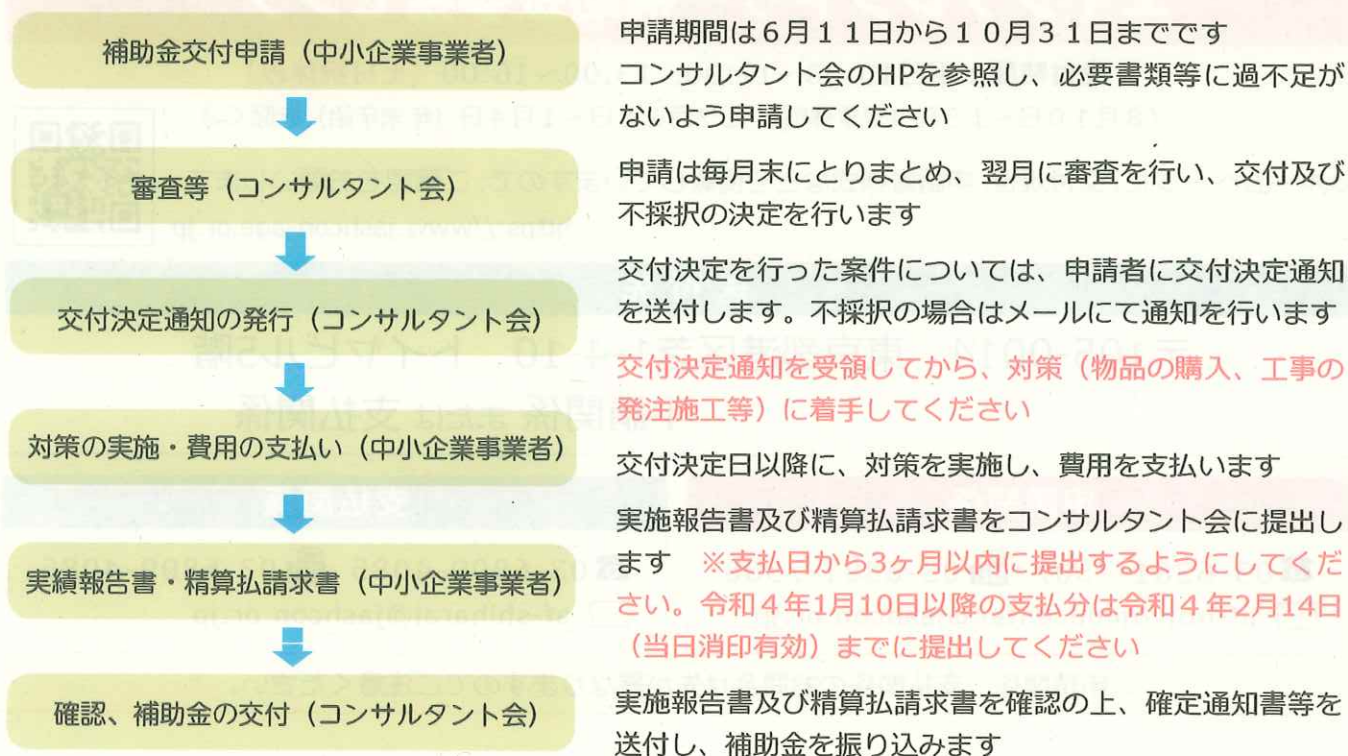 補助金交付申請（中小企業事業者）
申請期間は６月１１日から１０月３１日までです
コンサルタント会のHPを参照し、必要書類等に過不足が
ないよう申請してください
審査等（コンサルタント会）
申請は毎月末にとりまとめ、翌月に審査を行い、交付及び
不採択の決定を行います
交付決定通知の発行（コンサルタント会）
交付決定を行った案件については、申請者に交付決定通知
を送付します。不採択の場合はメールにて通知を行います
交付決定通知を受領してから、対策（物品の購入、工事の
発注施工等）に着手してください
対策の実施・費用の支払い（中小企業事業者）
交付決定日以降に、対策を実施し、費用を支払います
実績報告書・精算払請求書（中小企業事業者）
実施報告書及び精算払請求書をコンサルタント会に提出し
ます　※支払日から3ヶ月以内に提出するようにしてくだ
さい。令和４年1月10日以降の支払分は令和４年2月14日
（当日消印有効）までに提出してください
確認、補助金の交付（コンサルタント会）
実施報告書及び精算払請求書を確認の上、確定通知書等を
送付し、補助金を振り込みます